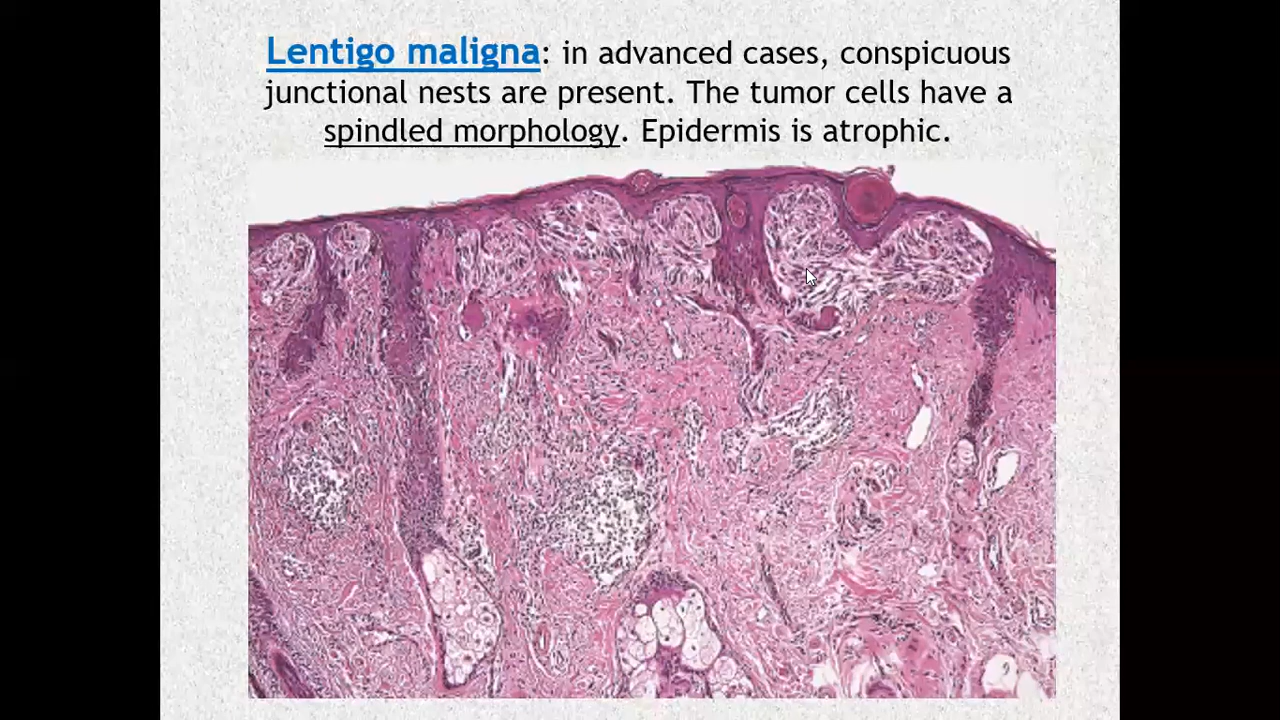 Lentigo maligna: in advanced cases, conspicuous
junctional nests are present. The tumor cells have a
spindled morphology. Epidermis is atrophic.